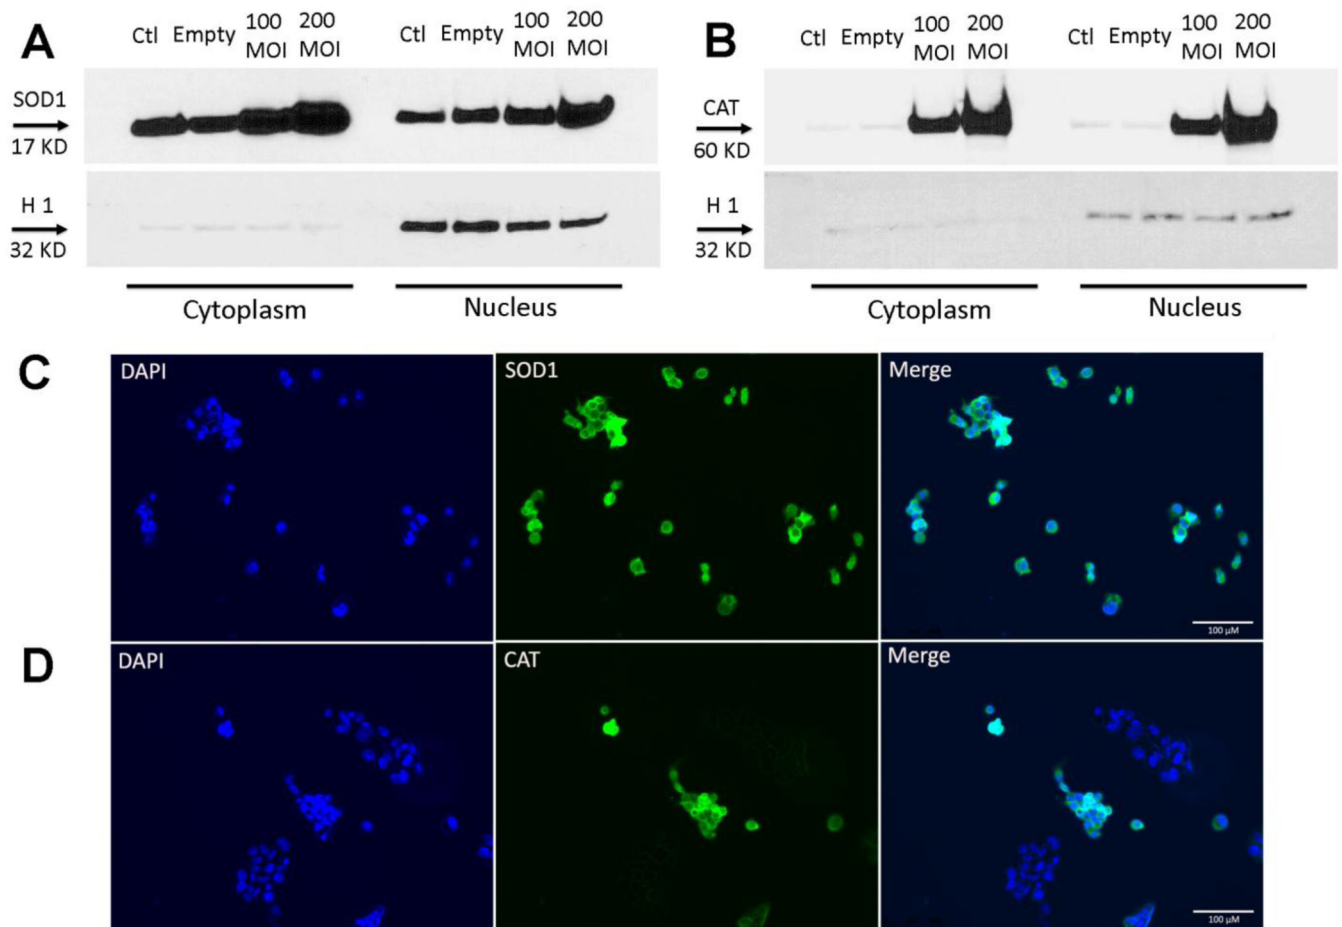 A
Ctl Empty 100 MOI 200 MOI Ctl Empty 100 MOI 200 MOI
SOD1
17 KD
H 1
32 KD
Cytoplasm Nucleus
B
Ctl Empty 100 MOI 200 MOI Ctl Empty 100 MOI 200 MOI
CAT
60 KD
H 1
32 KD
Cytoplasm Nucleus
C
DAPI SOD1 Merge
100 µM
D
DAPI CAT Merge
100 µM